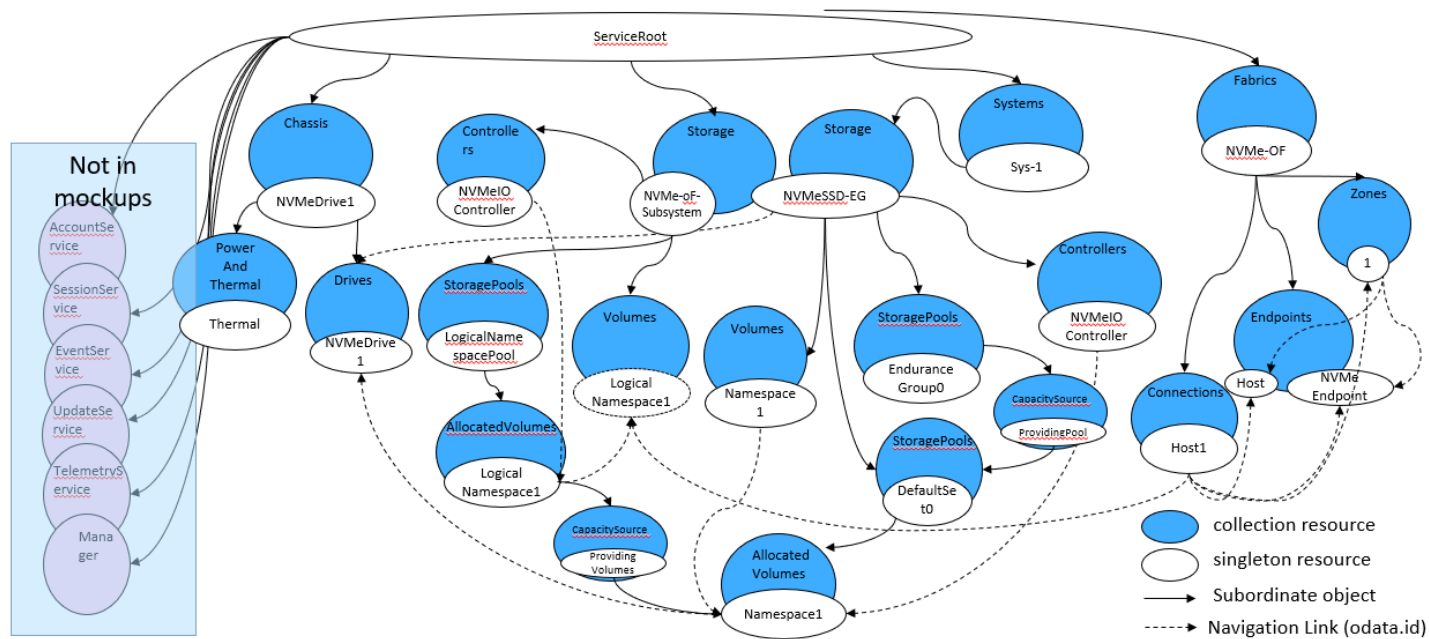 ServiceRoot
Fabrics
Systems
Chassis
Controlle
rs
Storage
Storage
NVMe-OF
Sys-1
Not in
mockups
NVMeDrive1
NVMeIO
Controller
NVMe-oF-
Subsystem
NVMeSSD-EG
Zones
1
AccountSe
rvice
Power
And
Thermal
Thermal
Drives
NVMeDrive
1
StoragePools
LogicalName
spacePool
Volumes
Logical
Namespace1
Volumes
Namespace
1
StoragePools
Endurance
Group0
Controllers
NVMeIO
Controller
Endpoints
Host
NVMe
Endpoint
SessionSer
vice
EventSer
vice
UpdateSe
rvice
TelemetryS
ervice
Mana
ger
CapacitySource
ProvidingPool
Connections
Host1
AllocatedVolumes
Logical
Namespace1
StoragePools
DefaultSe
t0
CapacitySource
Providing
Volumes
Allocated
Volumes
Namespace1
collection resource
singleton resource
Subordinate object
Navigation Link (odata.id)